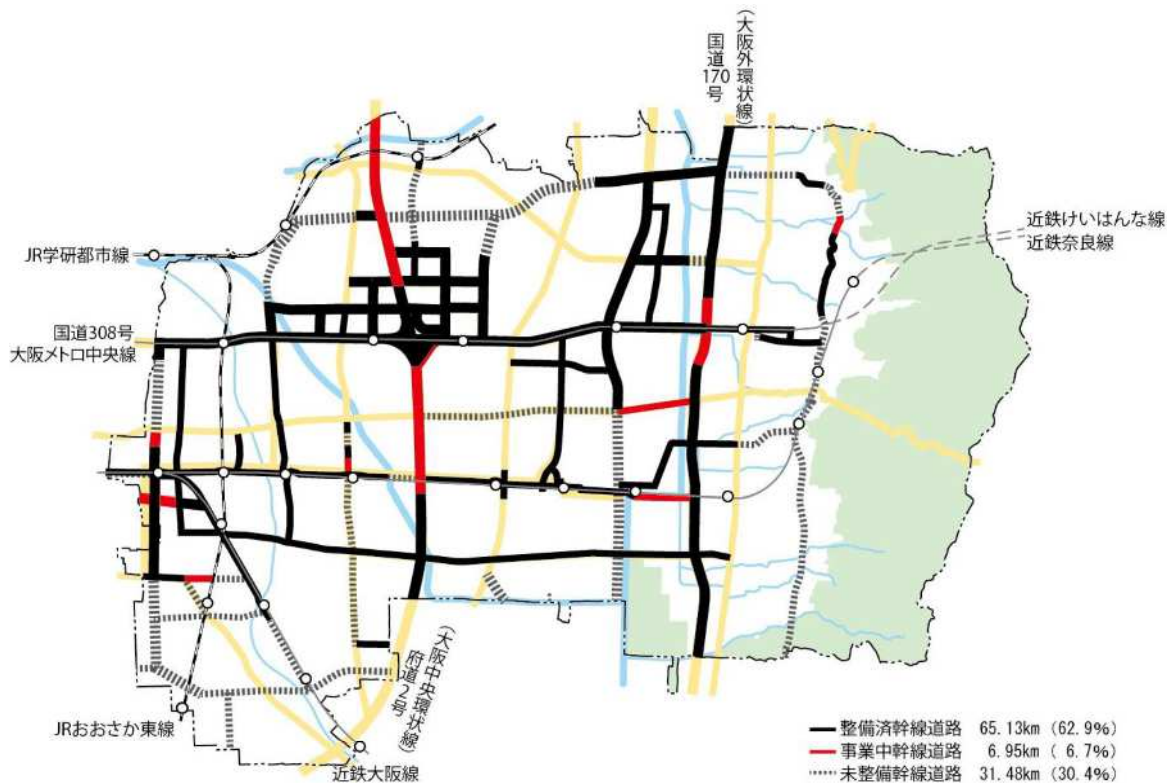 （大阪外環状線）
国道170号
近鉄けいはんな線
近鉄奈良線
JR学研都市線
国道308号
大阪メトロ中央線
（大阪中央環状線）
府道2号
JRおおさか東線
近鉄大阪線
整備済幹線道路 65.13km (62.9%)
事業中幹線道路 6.95km ( 6.7%)
未整備幹線道路 31.48km (30.4%)